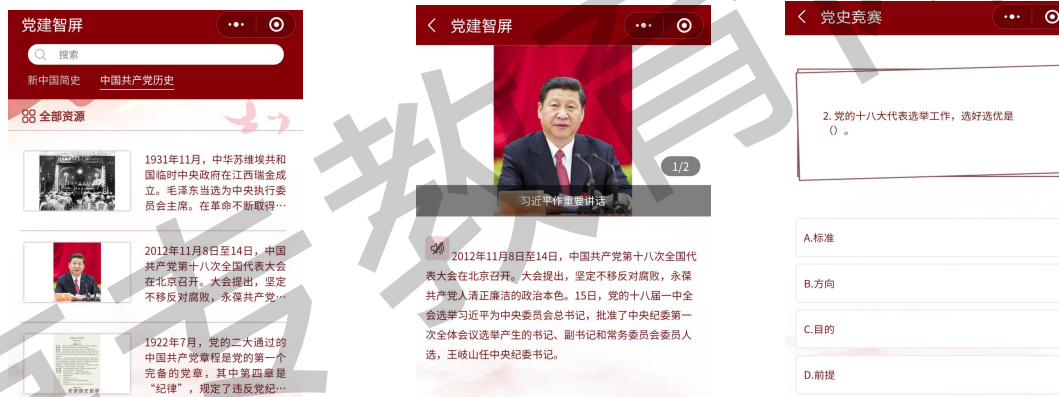 党建智屏
搜索
新中国简史 中国共产党历史
全部资源
1931年11月，中华苏维埃共和
国临时中央政府在江西瑞金成
立。毛泽东当选为中央执行委
员会主席。在革命不断取得…
2012年11月8日至14日，中国
共产党第十八次全国代表大会
在北京召开。大会提出，坚定
不移反对腐败，永葆共产党…
1922年7月，党的二大通过的
中国共产党章程是党的第一个
完备的党章，其中第四章是
“纪律”，规定了违反党纪…
党建智屏
1/2
习近平作重要讲话
2012年11月8日至14日，中国共产党第十八次全国代
表大会在北京召开。大会提出，坚定不移反对腐败，永葆
共产党人清正廉洁的政治本色。15日，党的十八届一中全
会选举习近平为中央委员会总书记，批准了中央纪委第一
次全体会议选举产生的书记、副书记和常务委员会委员人
选，王岐山任中央纪委书记。
党史竞赛
2. 党的十八大代表选举工作，选好选优是
（）。
A.标准
B.方向
C.目的
D.前提
专教育